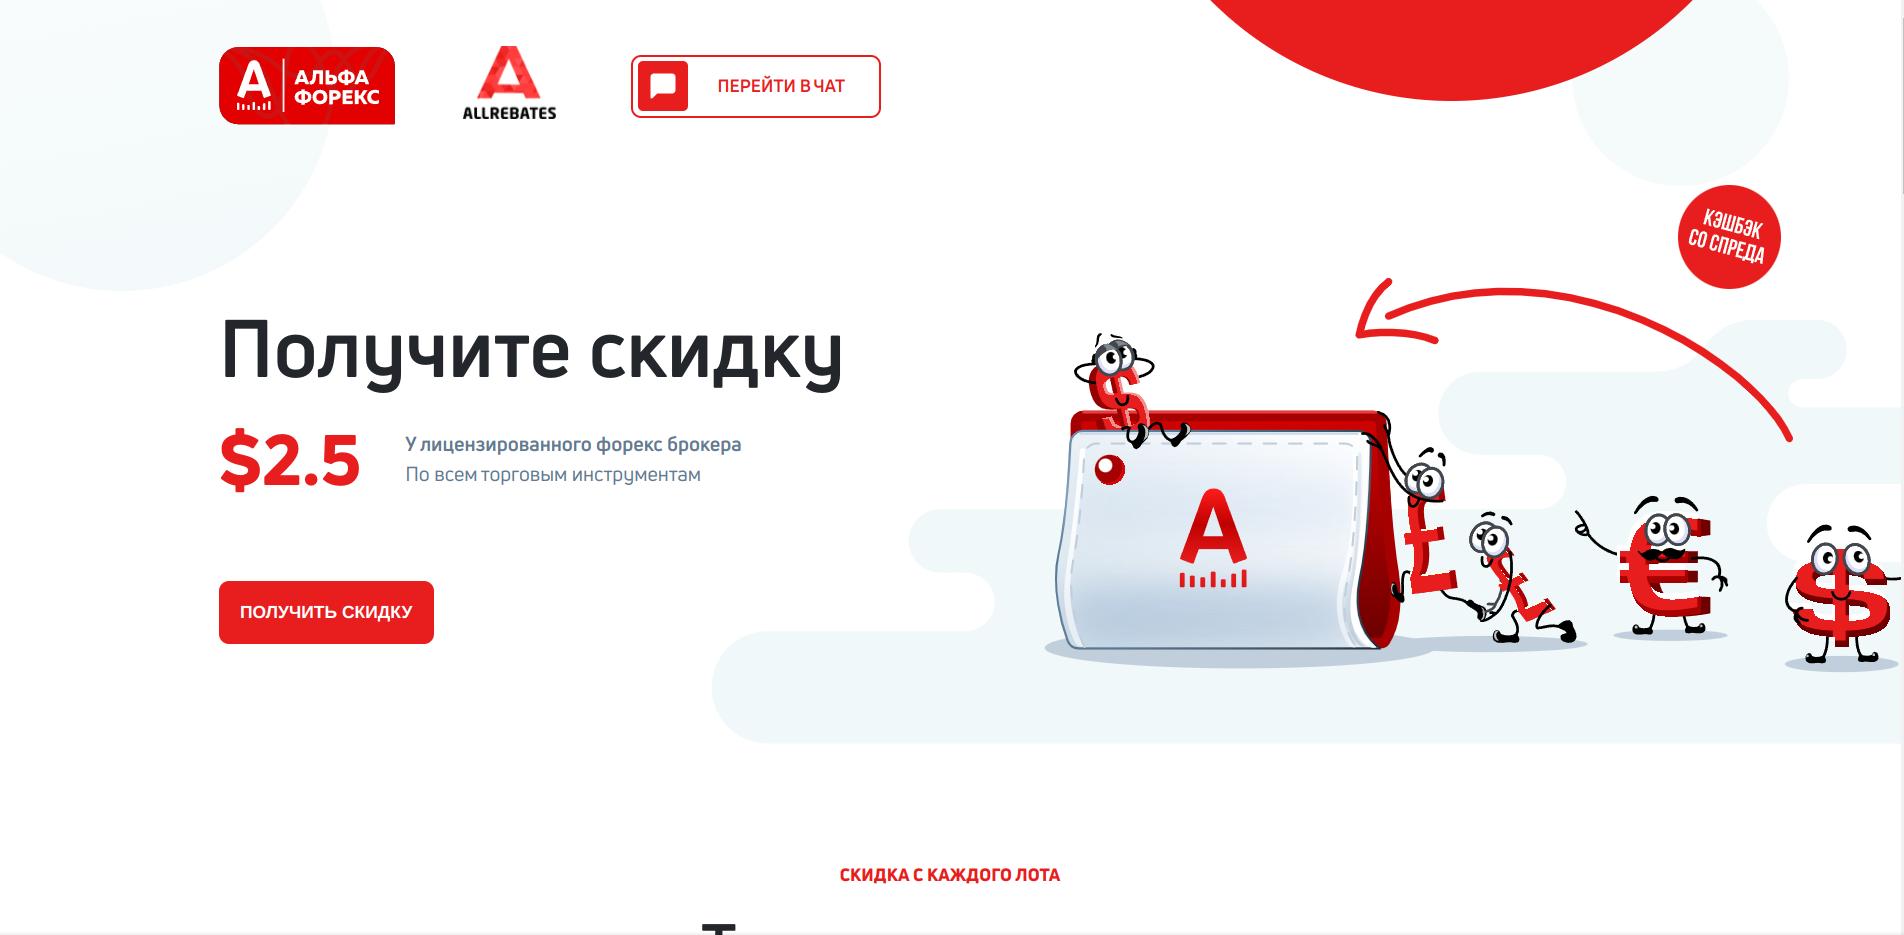 АЛЬФА
ФОРЕКС
ALLREBATES
ПЕРЕЙТИ В ЧАТ
КЭШБЭК
СО СПРЕДА
Получите скидку
$2.5
У лицензированного форекс брокера
По всем торговым инструментам
ПОЛУЧИТЬ СКИДКУ
СКИДКА С КАЖДОГО ЛОТА